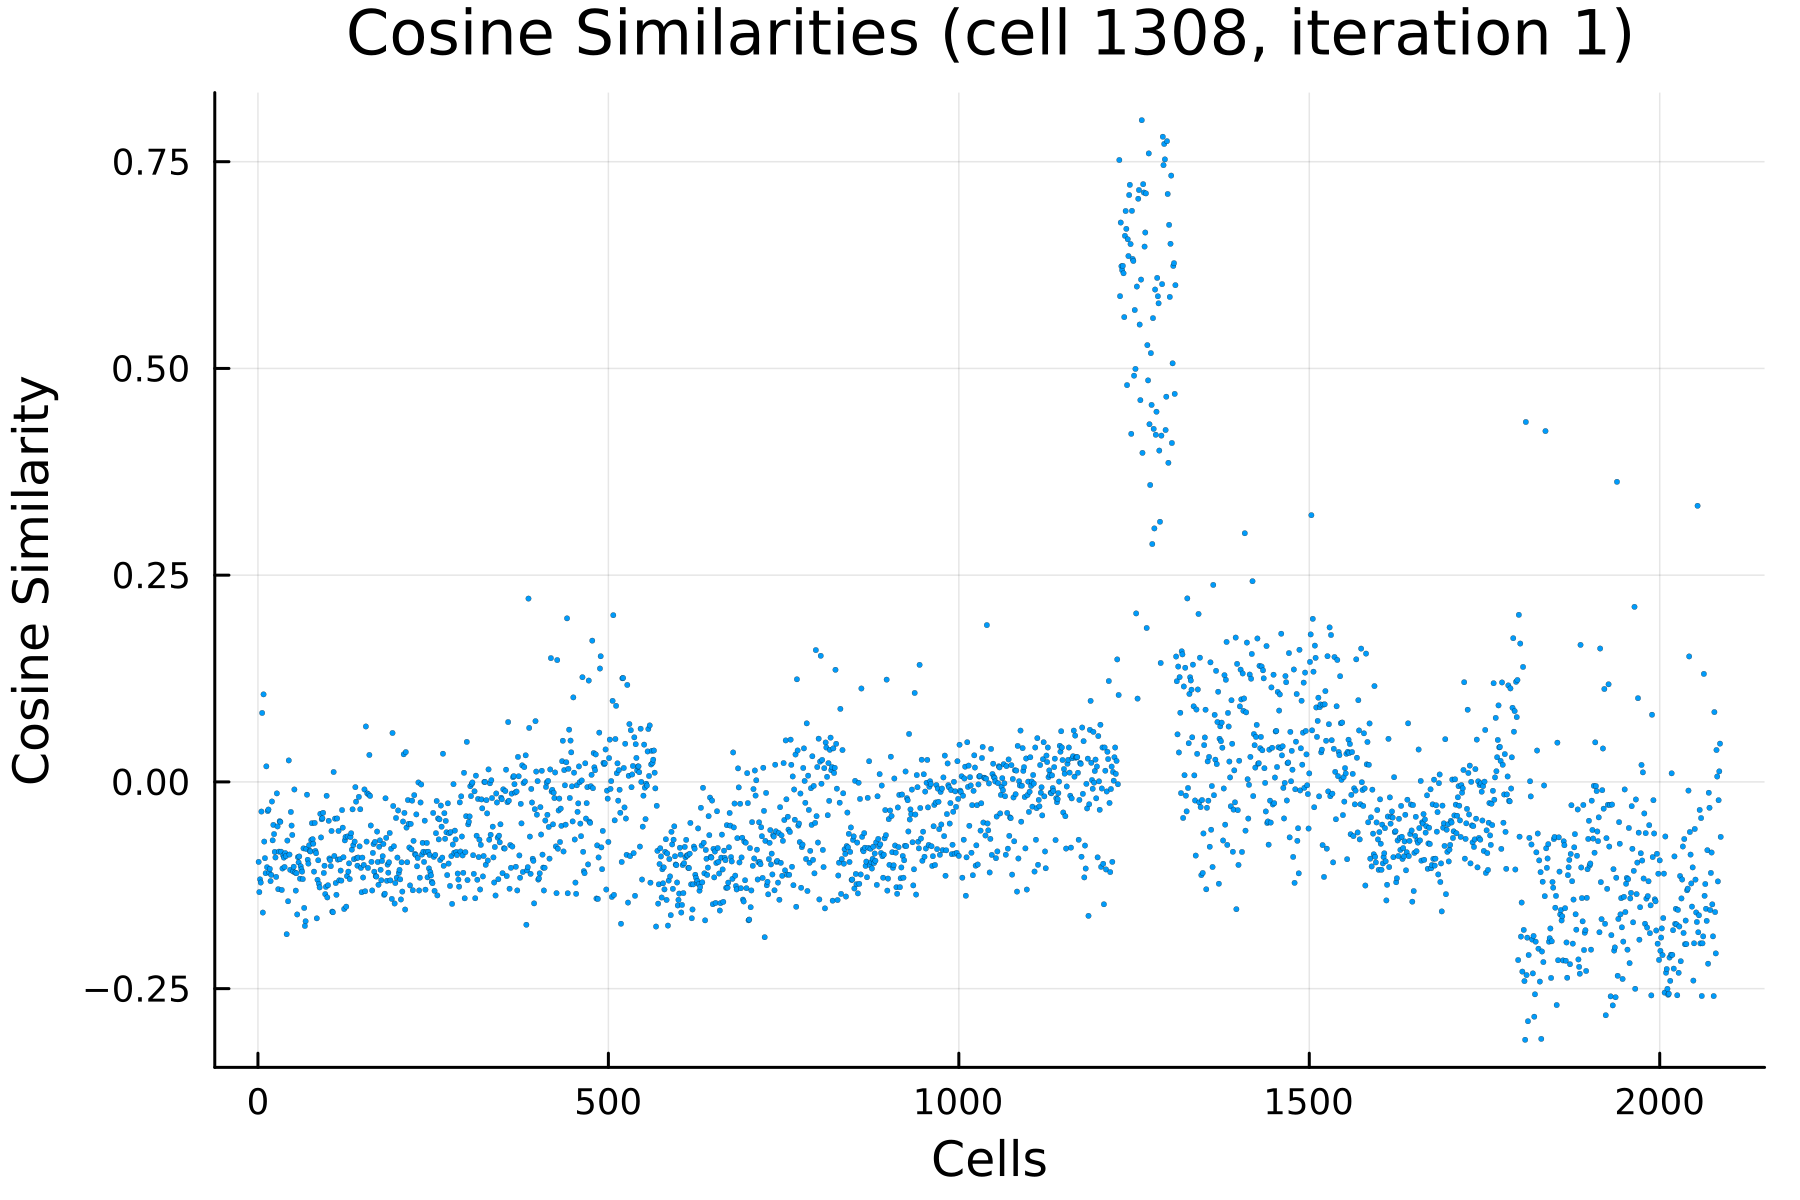 Cosine Similarities (cell 1308, iteration 1)
Cosine Similarity
0.75
0.50
0.25
0.00
−0.25
0 500 1000 1500 2000
Cells